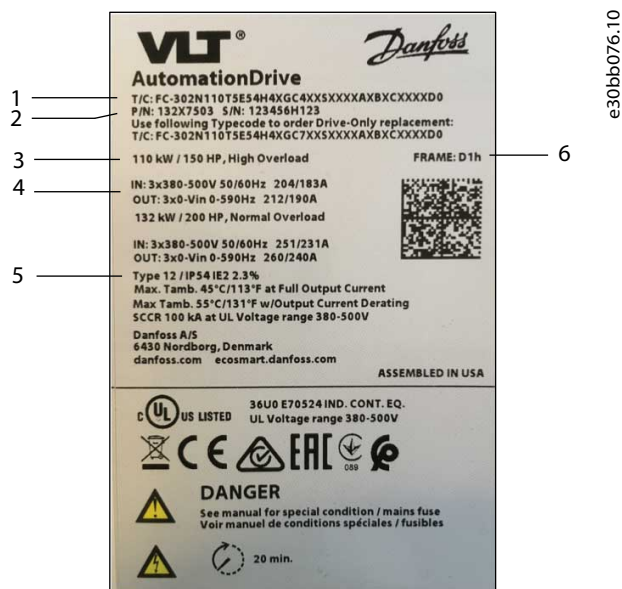 e30bb076.10
VLT®
Danfoss
AutomationDrive
1
T/C: FC-302N110T5E54H4XGC4XXSXXXXAXBXCXXXXD0
2
P/N: 132X7503 S/N: 123456H123
Use following Typecode to order Drive-Only replacement:
T/C: FC-302N110T5E54H4XGC7XXSXXXXAXBXCXXXXD0
3
110 kW / 150 HP, High Overload
FRAME: D1h
6
4
IN: 3x380-500V 50/60Hz 204/183A
OUT: 3x0-Vin 0-590Hz 212/190A
132 kW / 200 HP, Normal Overload
IN: 3x380-500V 50/60Hz 251/231A
OUT: 3x0-Vin 0-590Hz 260/240A
5
Type 12 / IP54 IE2 2.3%
Max. Tamb. 45°C/113°F at Full Output Current
Max Tamb. 55°C/131°F w/Output Current Derating
SCCR 100 kA at UL Voltage range 380-500V
Danfoss A/S
6430 Nordborg, Denmark
danfoss.com ecosmart.danfoss.com
ASSEMBLED IN USA
C UL US LISTED
36U0 E70524 IND. CONT. EQ.
UL Voltage range 380-500V
CE EAC
089
DANGER
See manual for special condition / mains fuse
Voir manuel de conditions spéciales / fusibles
20 min.